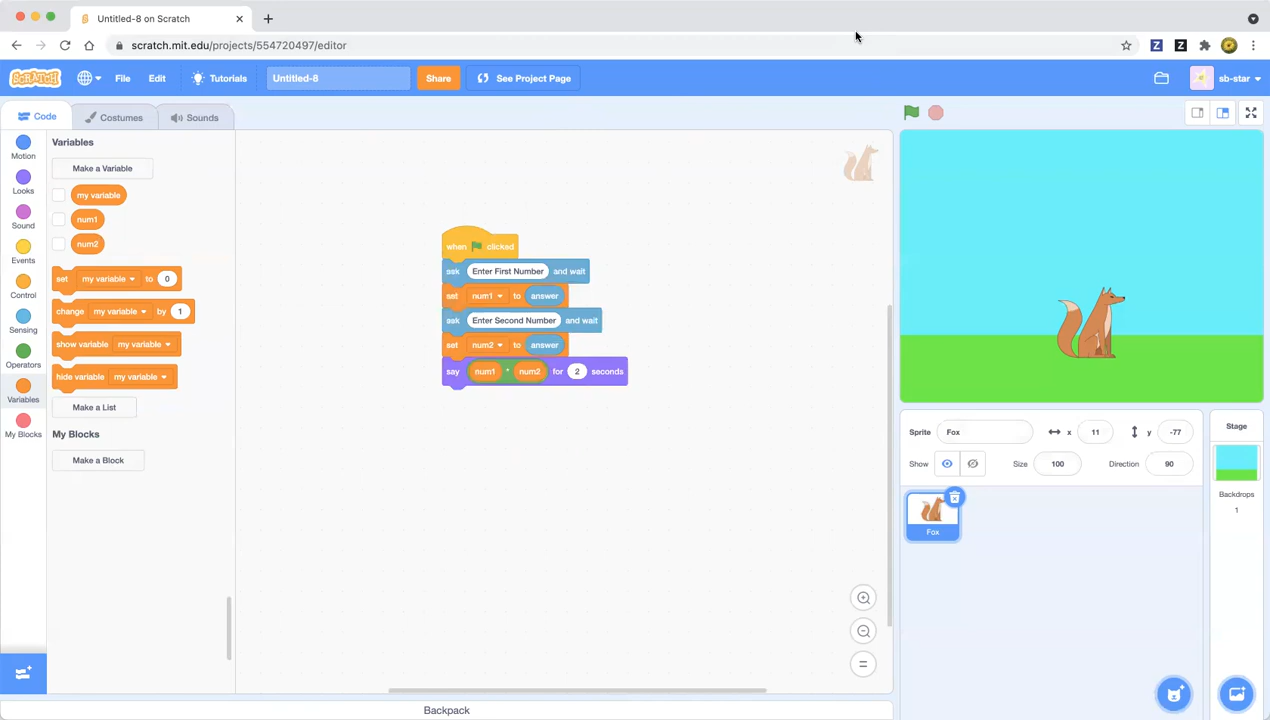 Untitled-8 on Scratch
scratch.mit.edu/projects/554720497/editor
SCRATCH File Edit Tutorials Untitled-8 Share See Project Page sb-star
Code Costumes Sounds
Motion
Looks
Sound
Events
Control
Sensing
Operators
Variables
My Blocks
Variables
Make a Variable
my variable
num1
num2
set my variable to 0
change my variable by 1
show variable my variable
hide variable my variable
Make a List
My Blocks
Make a Block
when clicked
ask Enter First Number and wait
set num1 to answer
ask Enter Second Number and wait
set num2 to answer
say num1 * num2 for 2 seconds
Backpack
Sprite Fox x 11 y -77
Show Size 100 Direction 90
Fox
Stage
Backdrops
1